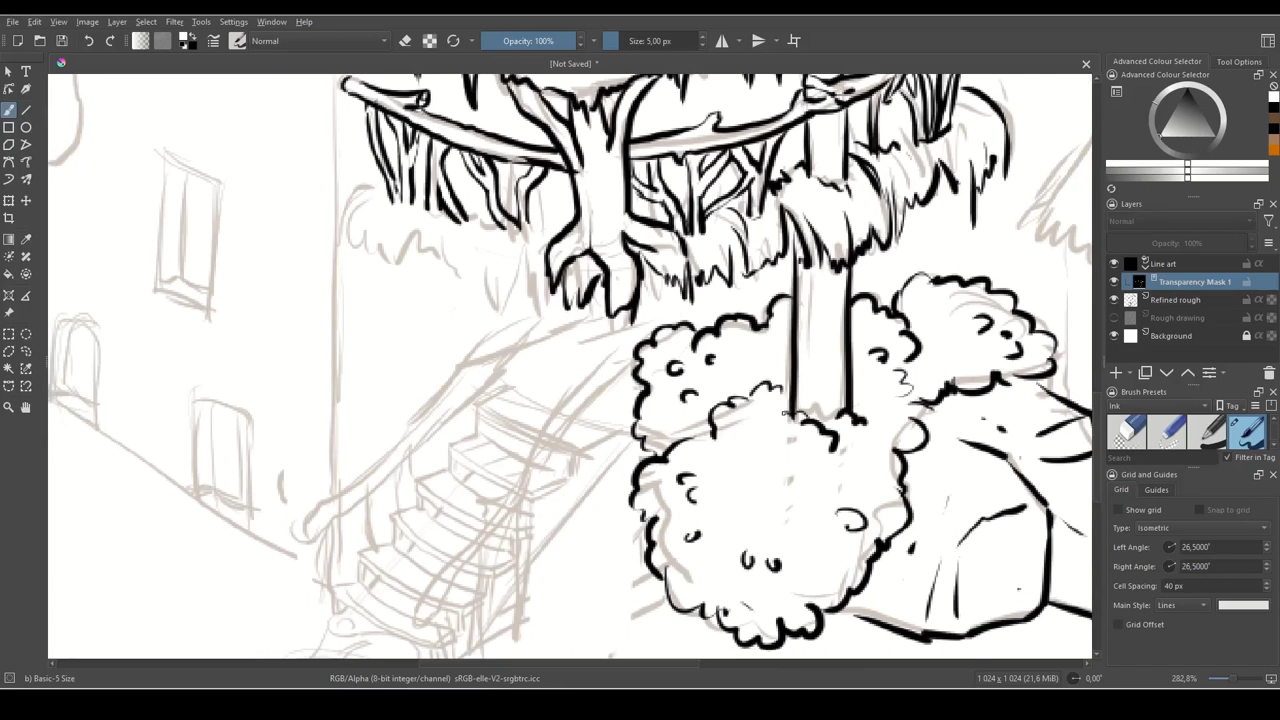 File Edit View Image Layer Select Filter Tools Settings Window Help
Normal Opacity: 100% Size: 5,00 px
[Not Saved] *
Advanced Colour Selector Tool Options
Advanced Colour Selector
Layers
Normal
Opacity: 100%
Line art
Transparency Mask 1
Refined rough
Rough drawing
Background
Brush Presets
Ink Tag
Search Filter in Tag
Grid and Guides
Grid Guides
Show grid Snap to grid
Type: Isometric
Left Angle: 26,5000°
Right Angle: 26,5000°
Cell Spacing: 40 px
Main Style: Lines
Grid Offset
b) Basic-5 Size RGB/Alpha (8-bit integer/channel) sRGB-elle-V2-srgbtrc.icc 1 024 x 1 024 (21,6 MiB) 0,00° 282,8%